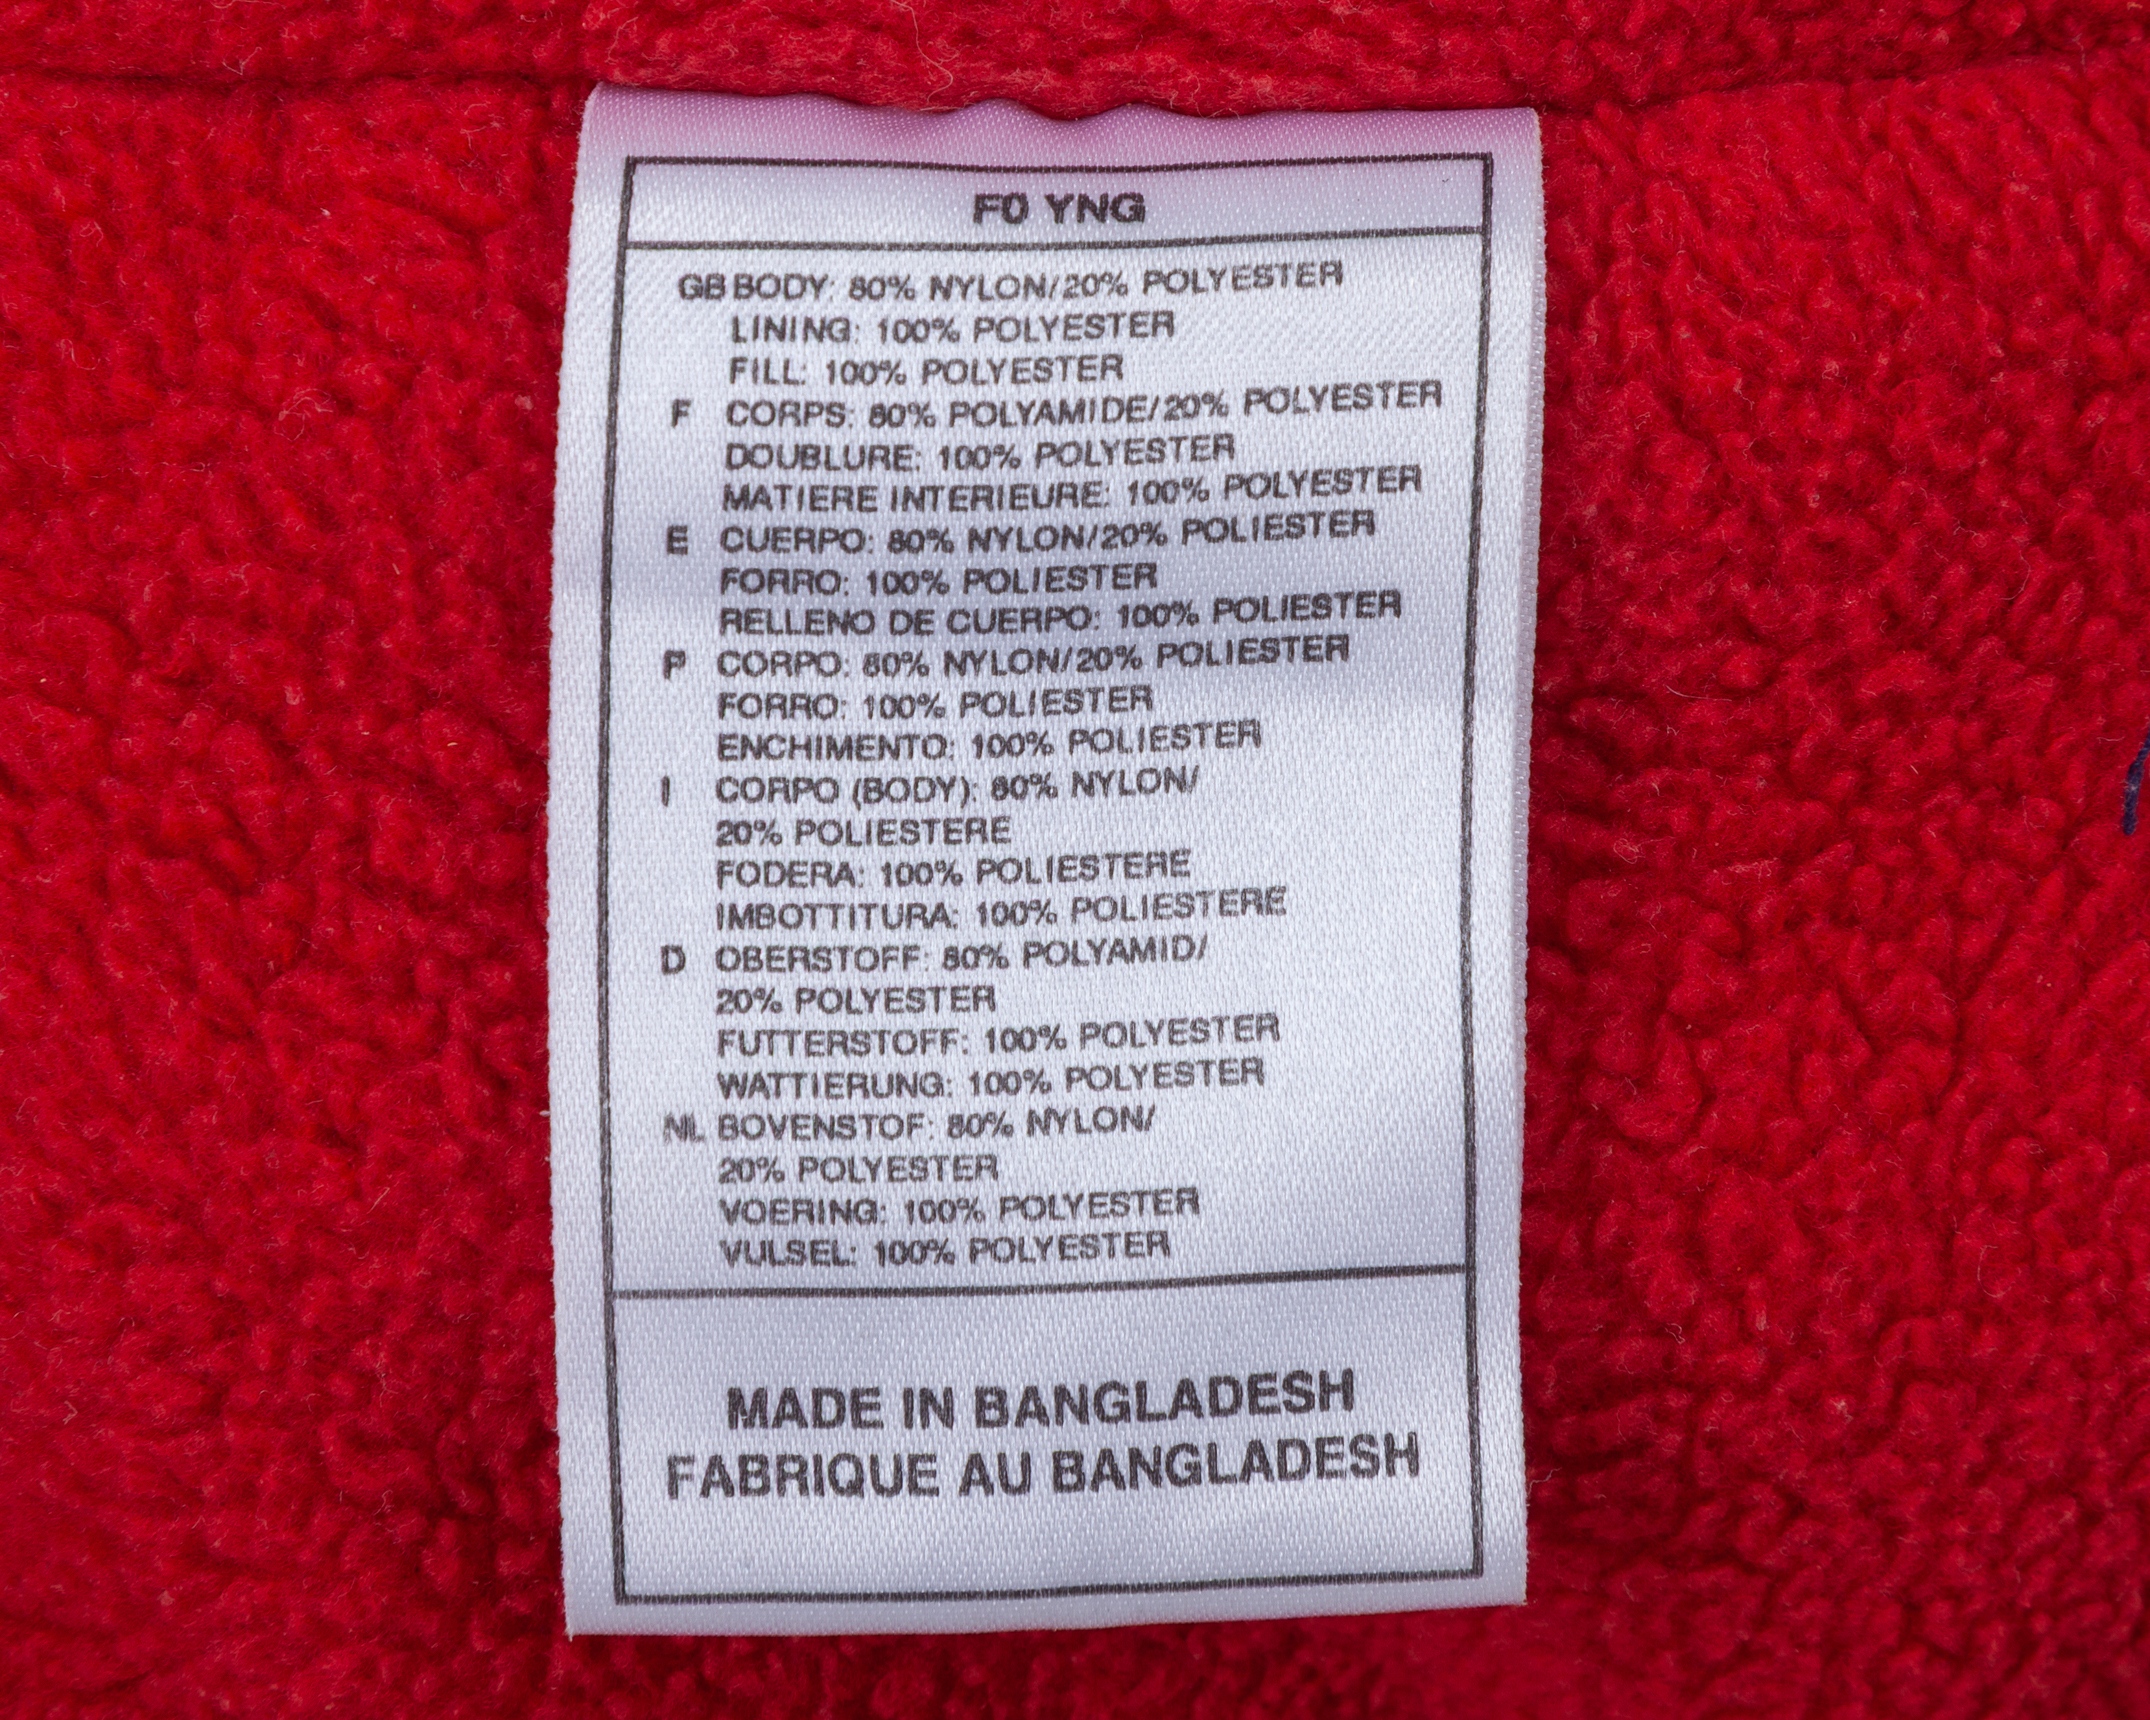 F0 YNG
GB BODY: 80% NYLON/20% POLYESTER
LINING: 100% POLYESTER
FILL: 100% POLYESTER
F CORPS: 80% POLYAMIDE/20% POLYESTER
DOUBLURE: 100% POLYESTER
MATIERE INTERIEURE: 100% POLYESTER
E CUERPO: 80% NYLON/20% POLIESTER
FORRO: 100% POLIESTER
RELLENO DE CUERPO: 100% POLIESTER
P CORPO: 80% NYLON/20% POLIESTER
FORRO: 100% POLIESTER
ENCHIMENTO: 100% POLIESTER
I CORPO (BODY): 80% NYLON/
20% POLIESTERE
FODERA: 100% POLIESTERE
IMBOTTITURA: 100% POLIESTERE
D OBERSTOFF: 80% POLYAMID/
20% POLYESTER
FUTTERSTOFF: 100% POLYESTER
WATTIERUNG: 100% POLYESTER
NL BOVENSTOF: 80% NYLON/
20% POLYESTER
VOERING: 100% POLYESTER
VULSEL: 100% POLYESTER
MADE IN BANGLADESH
FABRIQUE AU BANGLADESH